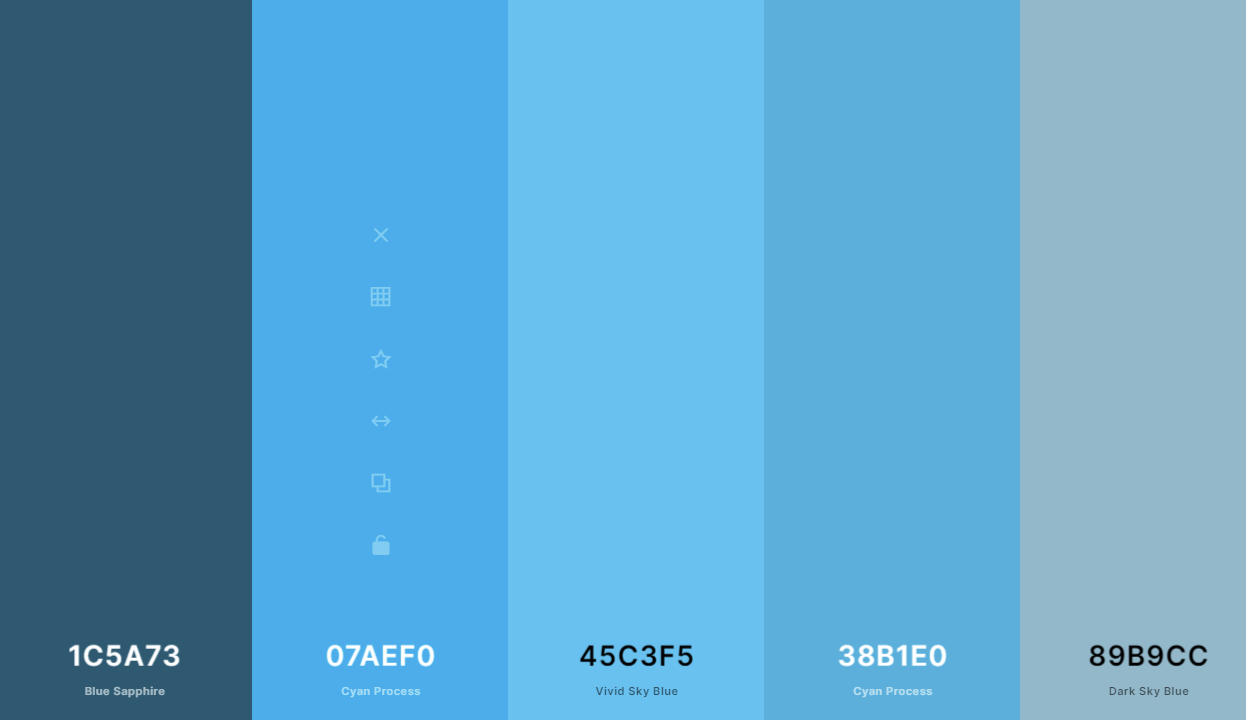 1C5A73
Blue Sapphire
07AEF0
Cyan Process
45C3F5
Vivid Sky Blue
38B1E0
Cyan Process
89B9CC
Dark Sky Blue